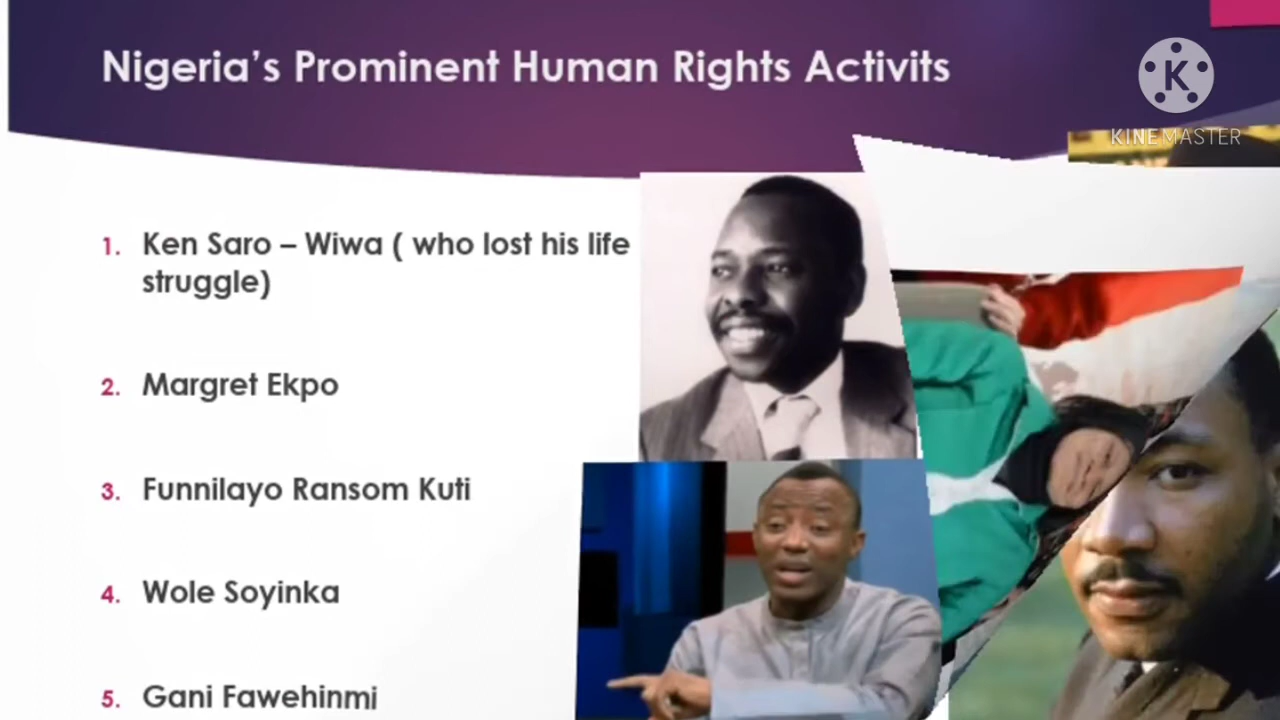 Nigeria's Prominent Human Rights Activits
K
KINEMASTER
1. Ken Saro – Wiwa ( who lost his life
struggle)
2. Margret Ekpo
3. Funnilayo Ransom Kuti
4. Wole Soyinka
5. Gani Fawehinmi